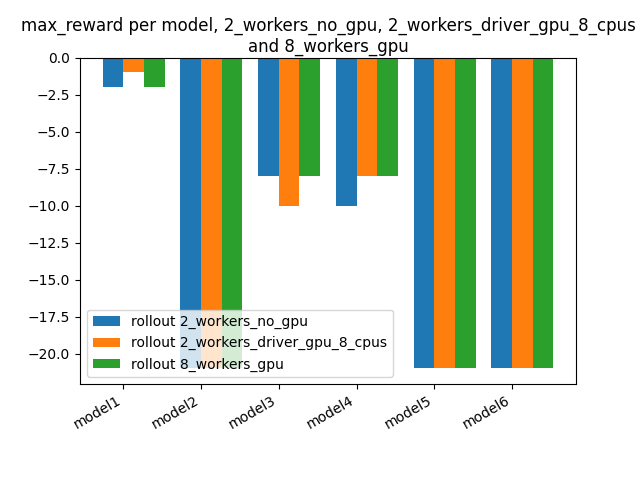 max_reward per model, 2_workers_no_gpu, 2_workers_driver_gpu_8_cpus
and 8_workers_gpu
0.0
−2.5
−5.0
−7.5
−10.0
−12.5
−15.0
−17.5
−20.0
rollout 2_workers_no_gpu
rollout 2_workers_driver_gpu_8_cpus
rollout 8_workers_gpu
model1
model2
model3
model4
model5
model6